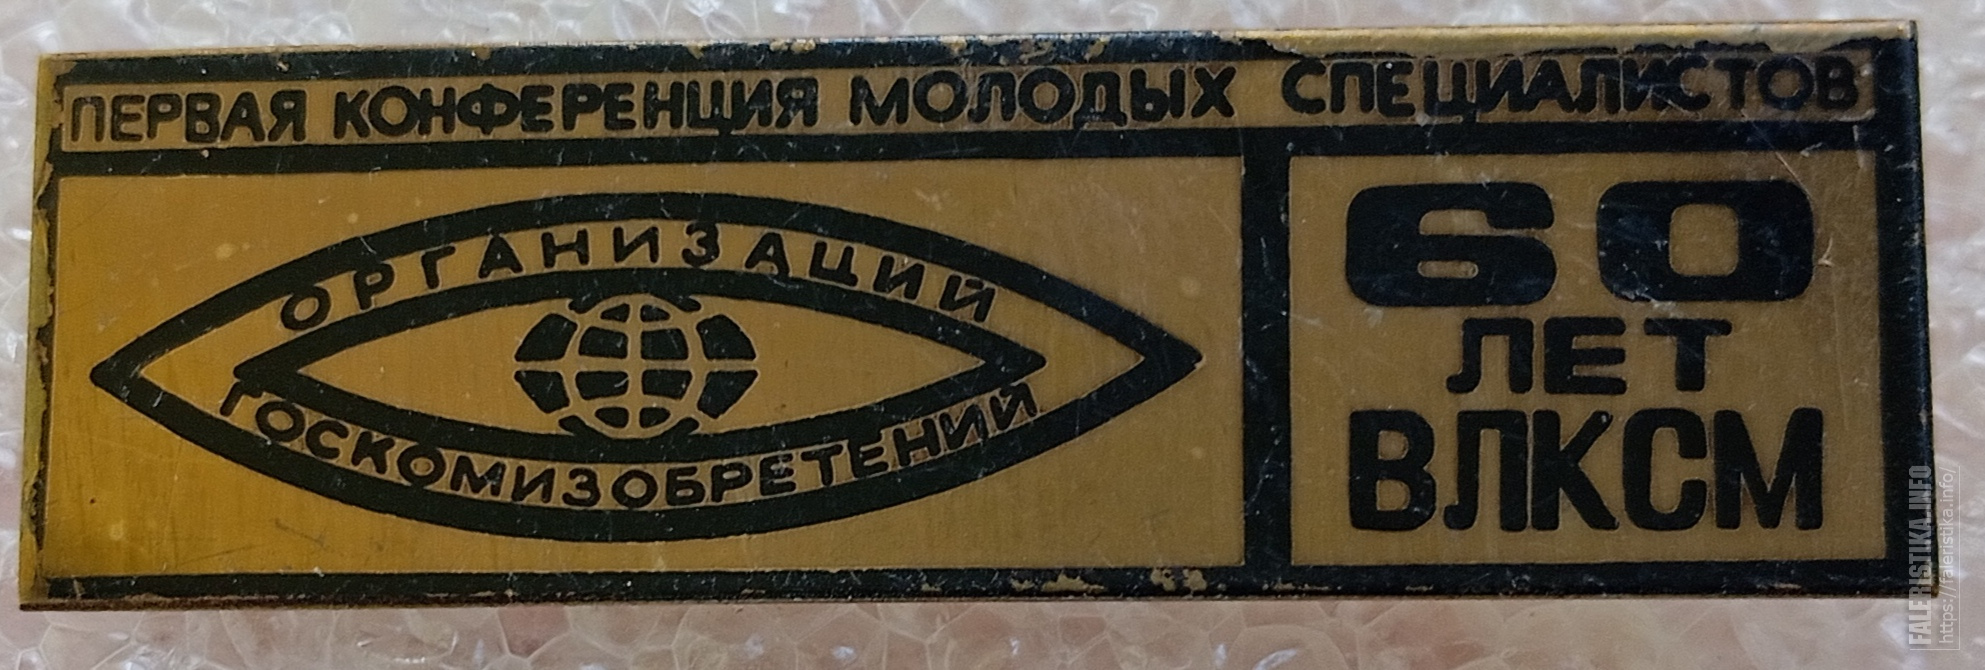 ПЕРВАЯ КОНФЕРЕНЦИЯ МОЛОДЫХ СПЕЦИАЛИСТОВ
ОРГАНИЗАЦИЙ
ГОСКОМИЗОБРЕТЕНИЙ
60
ЛЕТ
ВЛКСМ
FALERISTIKA.INFO
https://faleristika.info/